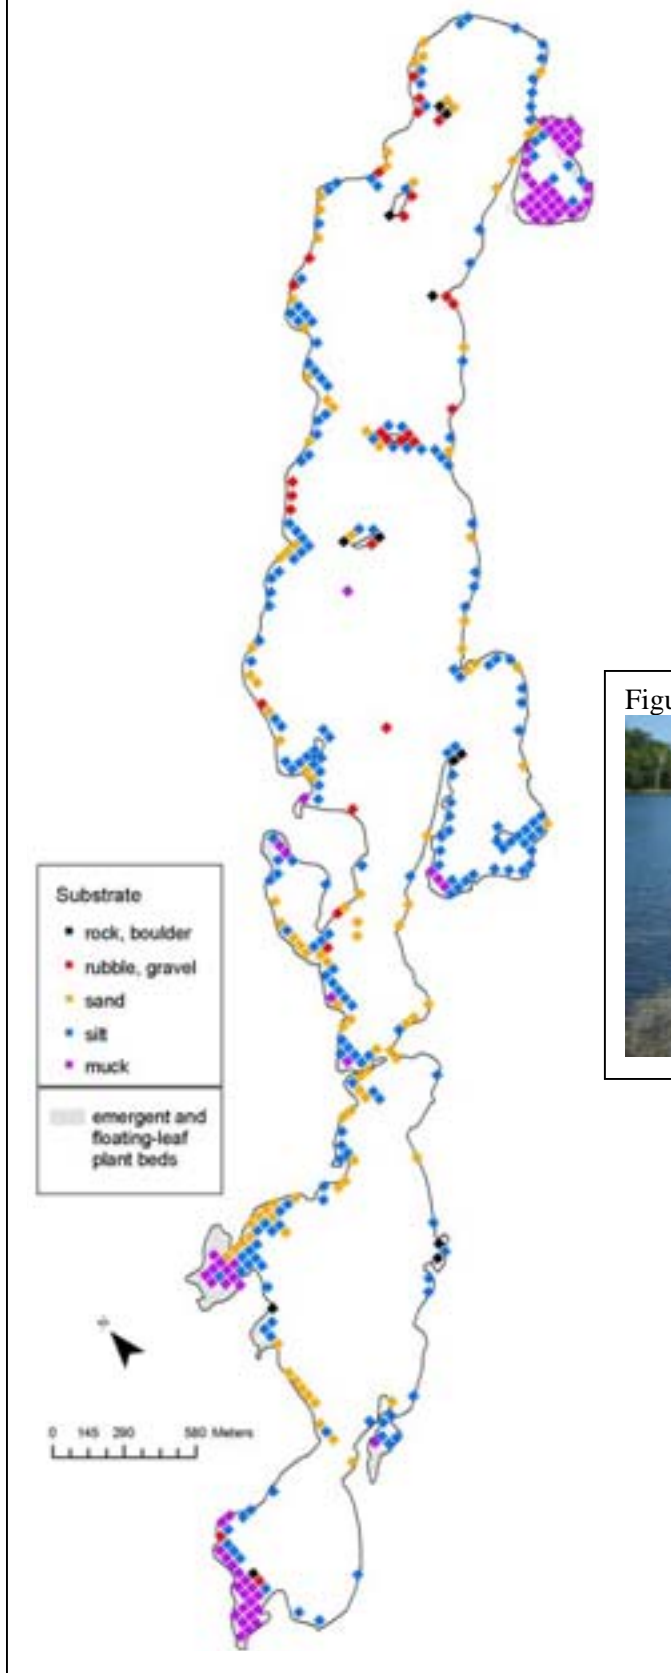 Figu
Substrate
rock, boulder
rubble, gravel
sand
silt
muck
emergent and
floating-leaf
plant beds
0 145 290 580 Meters